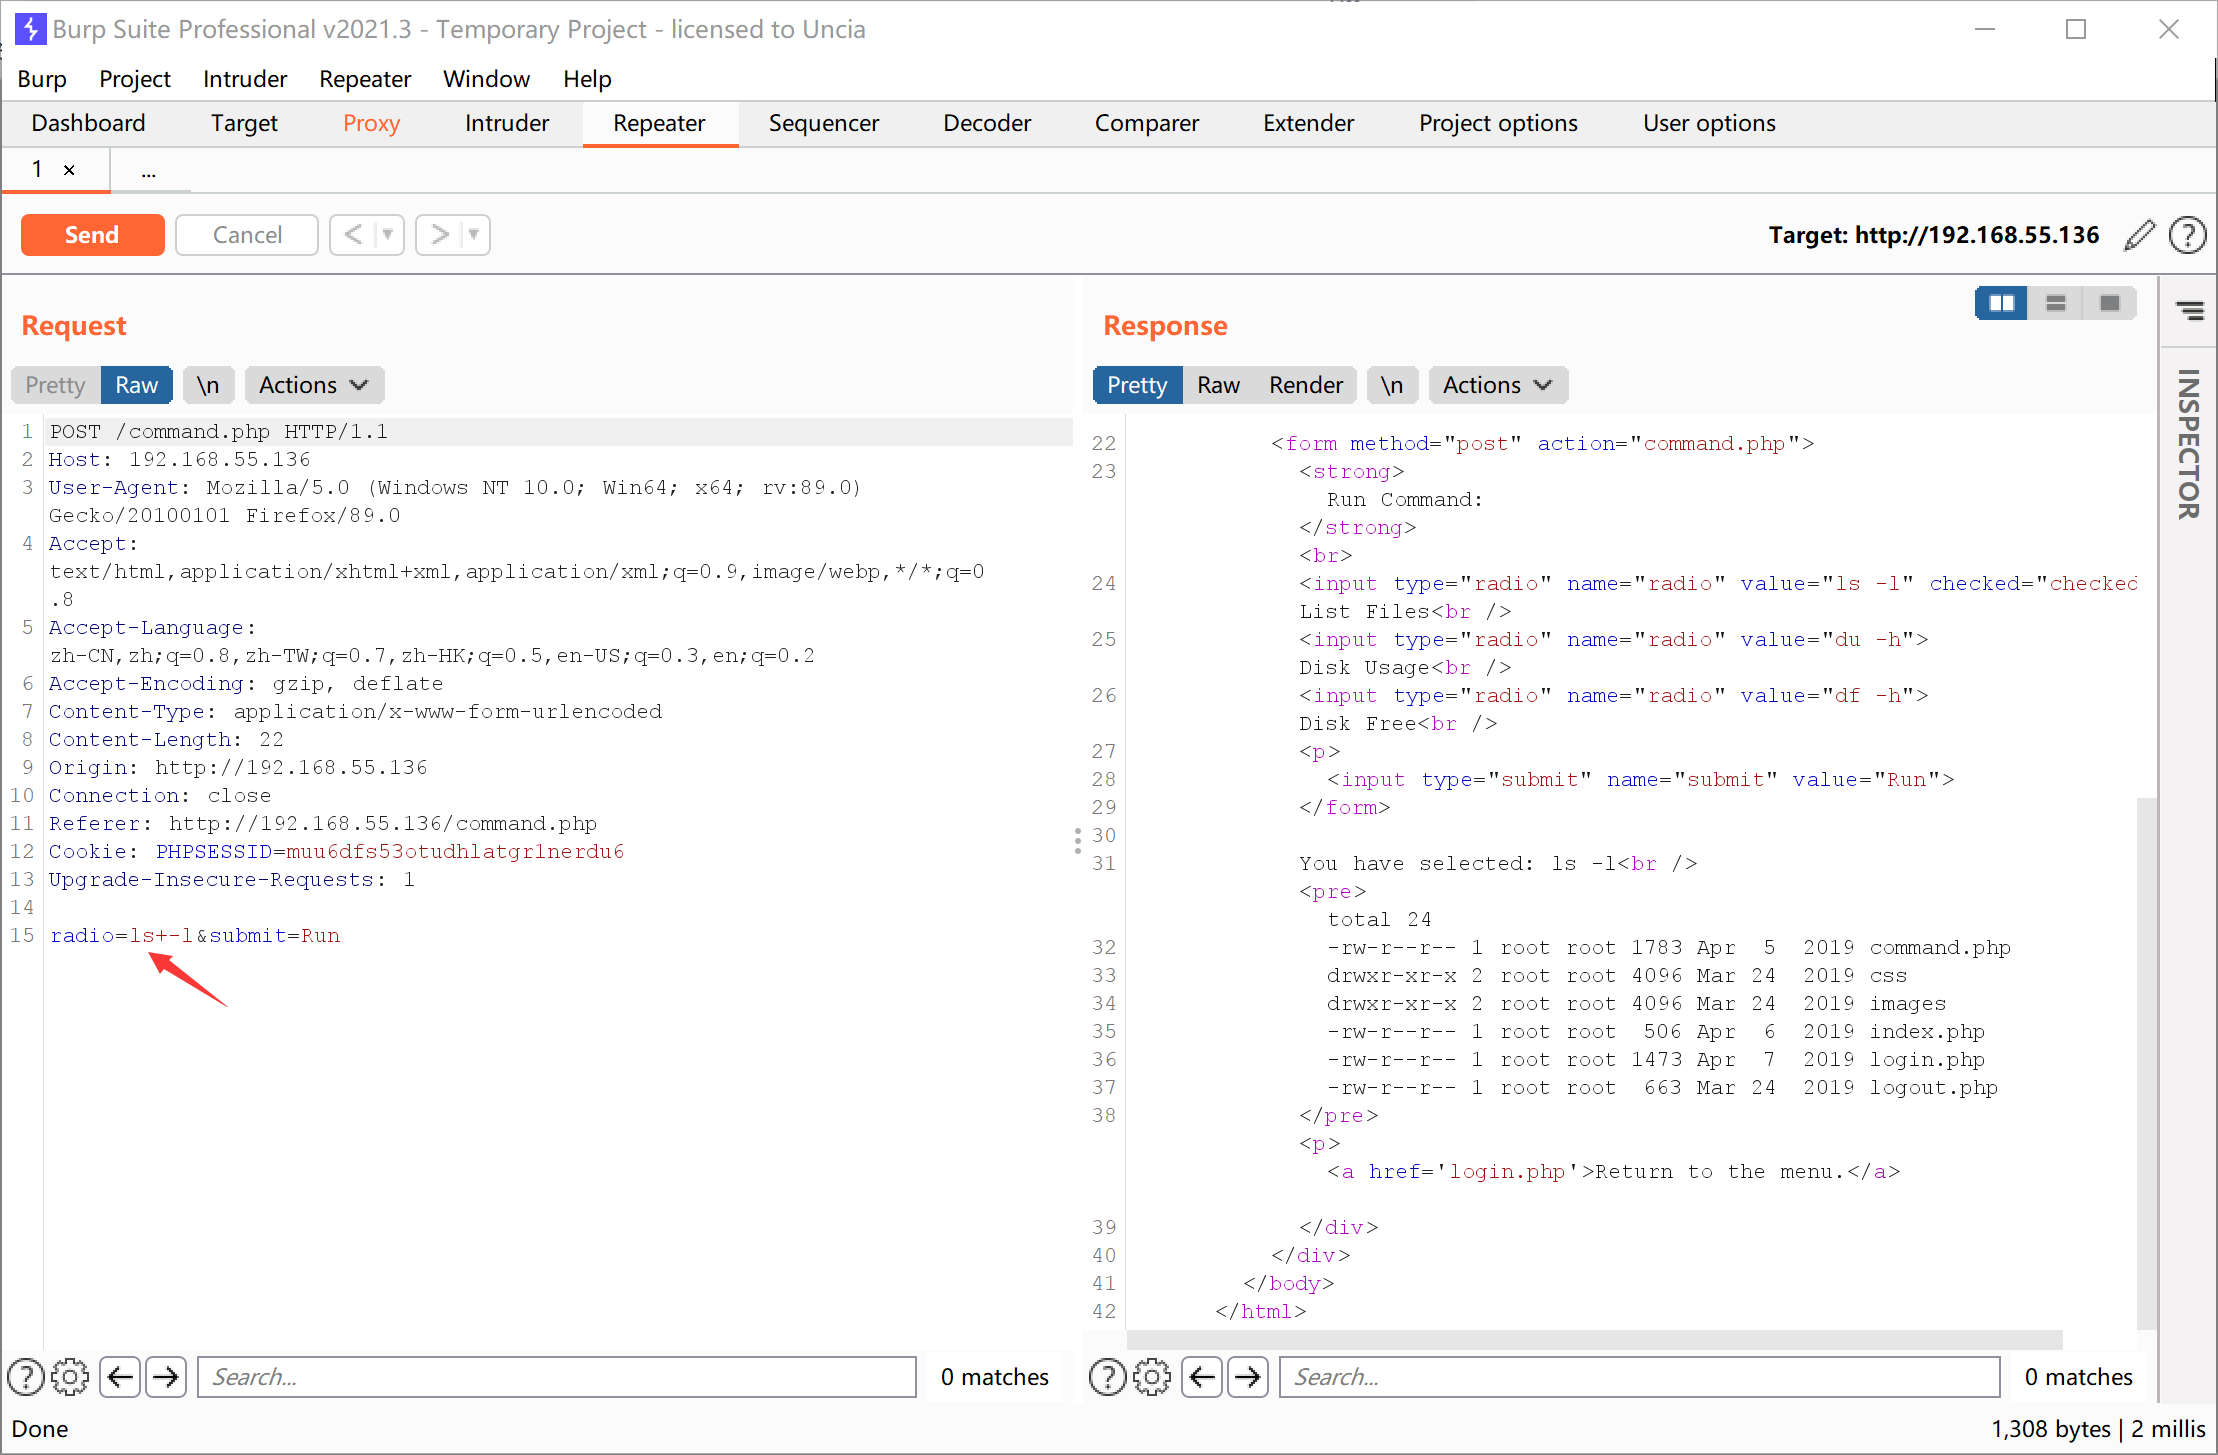 Burp Suite Professional v2021.3 - Temporary Project - licensed to Uncia
Burp Project Intruder Repeater Window Help
Dashboard Target Proxy Intruder Repeater Sequencer Decoder Comparer Extender Project options User options
1 × ...
Send Cancel < > Target: http://192.168.55.136 ?
Request
Pretty Raw \n Actions
1 POST /command.php HTTP/1.1
2 Host: 192.168.55.136
3 User-Agent: Mozilla/5.0 (Windows NT 10.0; Win64; x64; rv:89.0)
Gecko/20100101 Firefox/89.0
4 Accept:
text/html,application/xhtml+xml,application/xml;q=0.9,image/webp,*/*;q=0
.8
5 Accept-Language:
zh-CN,zh;q=0.8,zh-TW;q=0.7,zh-HK;q=0.5,en-US;q=0.3,en;q=0.2
6 Accept-Encoding: gzip, deflate
7 Content-Type: application/x-www-form-urlencoded
8 Content-Length: 22
9 Origin: http://192.168.55.136
10 Connection: close
11 Referer: http://192.168.55.136/command.php
12 Cookie: PHPSESSID=muu6dfs53otudhlatgr1nerdu6
13 Upgrade-Insecure-Requests: 1
14
15 radio=ls+-l&submit=Run
? Search... 0 matches
Response
Pretty Raw Render \n Actions
22 <form method="post" action="command.php">
23 <strong>
Run Command:
</strong>
<br>
24 <input type="radio" name="radio" value="ls -l" checked="checked
List Files<br />
25 <input type="radio" name="radio" value="du -h">
Disk Usage<br />
26 <input type="radio" name="radio" value="df -h">
Disk Free<br />
27 <p>
28 <input type="submit" name="submit" value="Run">
29 </form>
30
31 You have selected: ls -l<br />
<pre>
total 24
32 -rw-r--r-- 1 root root 1783 Apr 5 2019 command.php
33 drwxr-xr-x 2 root root 4096 Mar 24 2019 css
34 drwxr-xr-x 2 root root 4096 Mar 24 2019 images
35 -rw-r--r-- 1 root root 506 Apr 6 2019 index.php
36 -rw-r--r-- 1 root root 1473 Apr 7 2019 login.php
37 -rw-r--r-- 1 root root 663 Mar 24 2019 logout.php
38 </pre>
<p>
<a href='login.php'>Return to the menu.</a>
39 </div>
40 </div>
41 </body>
42 </html>
? Search... 0 matches
INSPECTOR
Done 1,308 bytes | 2 millis